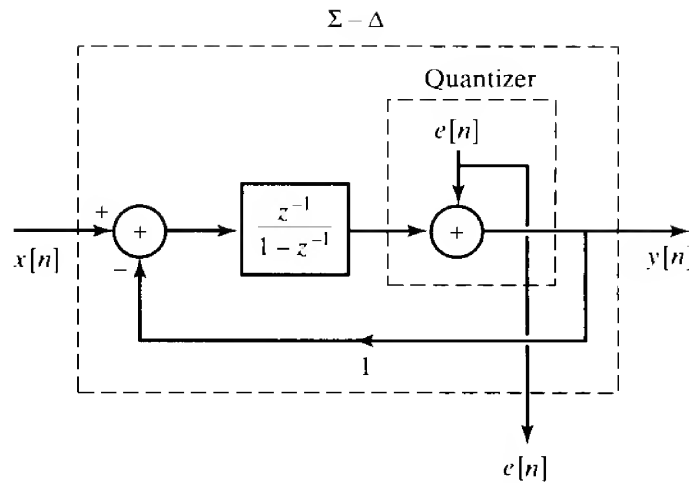 Σ – Δ
Quantizer
e[n]
+
+
z⁻¹
1 – z⁻¹
+
x[n]
–
y[n]
1
e[n]